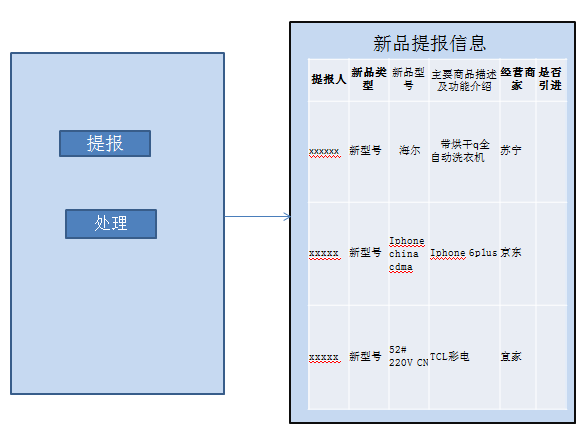 提报
处理
新品提报信息
提报人 新品类 新品型 主要商品描述 经营商 是否
型 号 及功能介绍 家 引进
xxxxxx 新型号 海尔 带烘干q全 苏宁
自动洗衣机
Iphone
xxxxx 新型号 china Iphone 6plus 京东
cdma
52#
xxxxx 新型号 220V CN TCL彩电 宜家